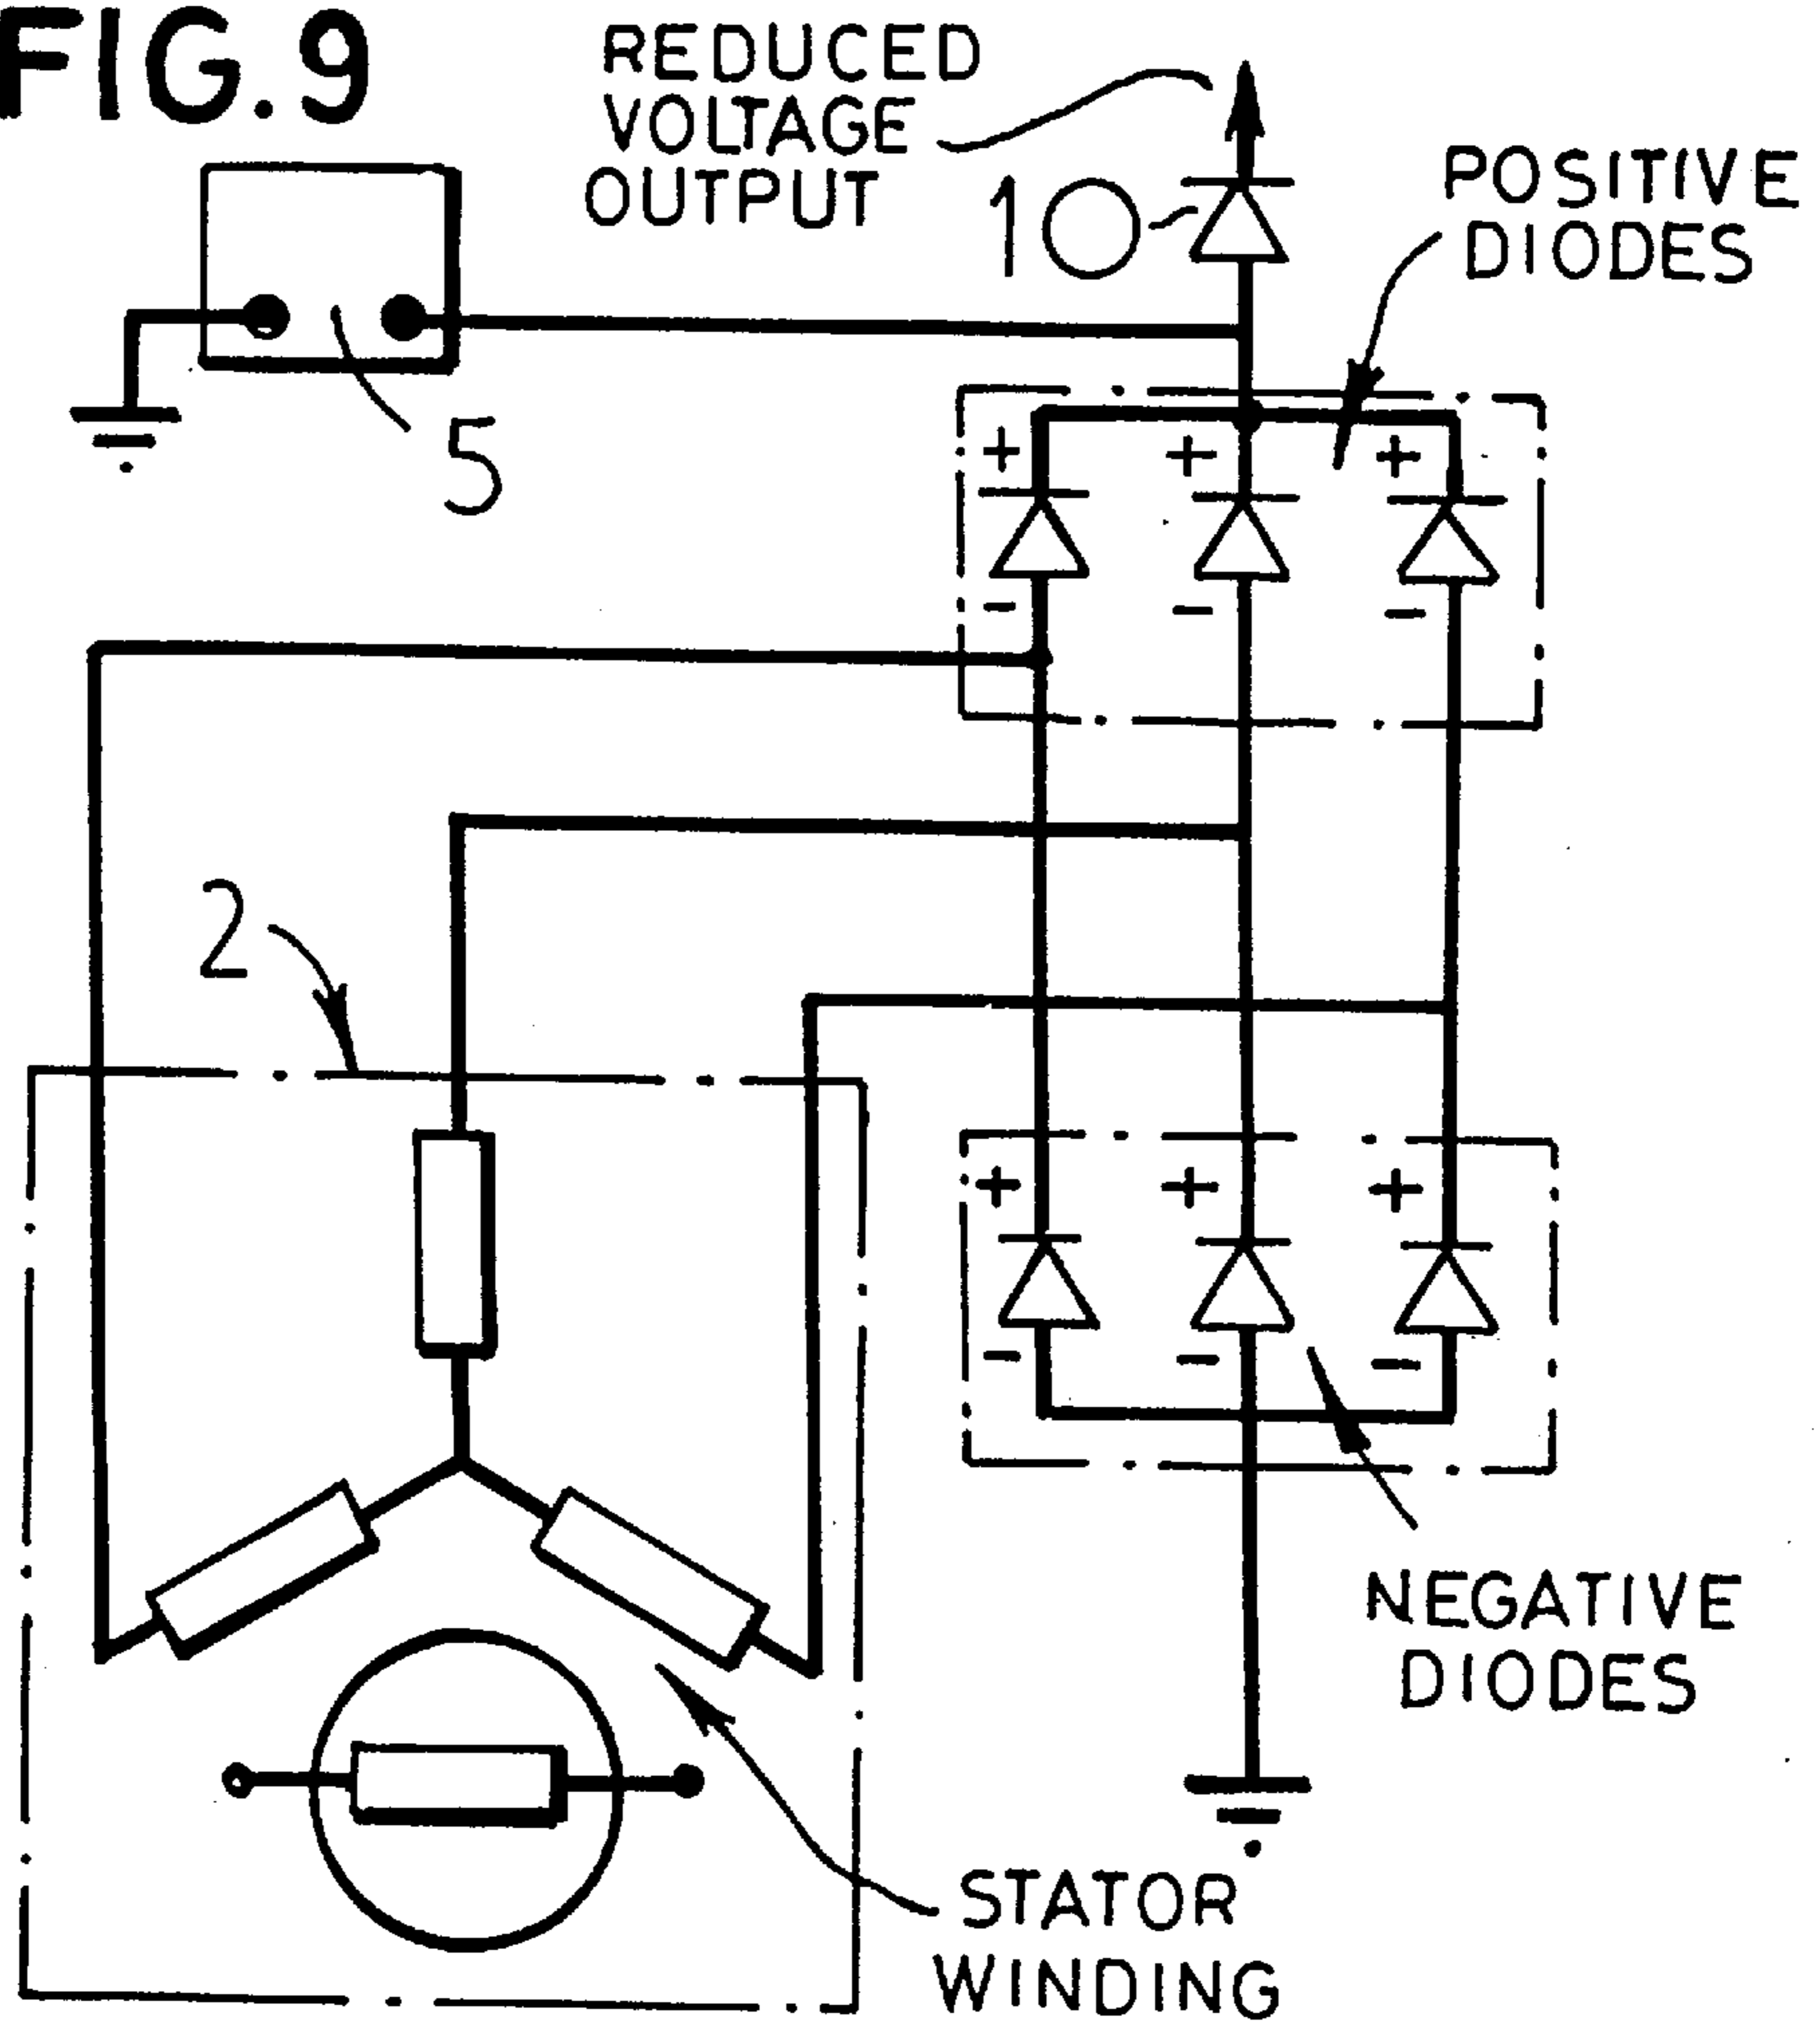 FIG.9
REDUCED
VOLTAGE
OUTPUT
10
POSITIVE
DIODES
5
+ + +
- - -
2
+ + +
- - -
NEGATIVE
DIODES
STATOR
WINDING